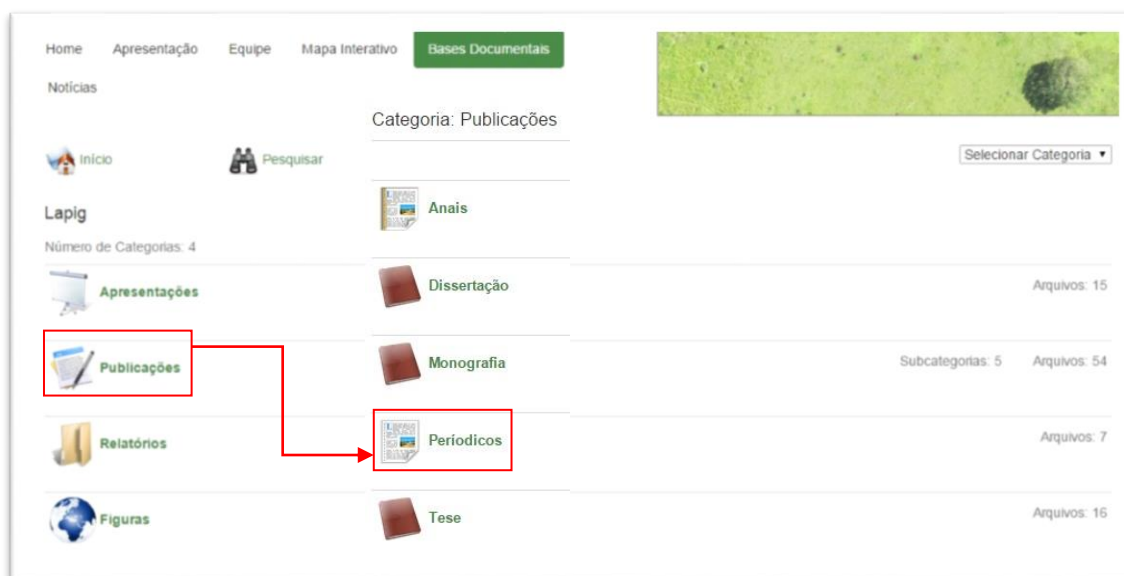 Home Apresentação Equipe Mapa Interativo Bases Documentais
Notícias
Categoria: Publicações
Início Pesquisar
Selecionar Categoria
Lapig
Número de Categorias: 4
Anais
Apresentações
Dissertação
Arquivos: 15
Publicações
Monografia
Subcategorias: 5 Arquivos: 54
Relatórios
Períodicos
Arquivos: 7
Figuras
Tese
Arquivos: 16